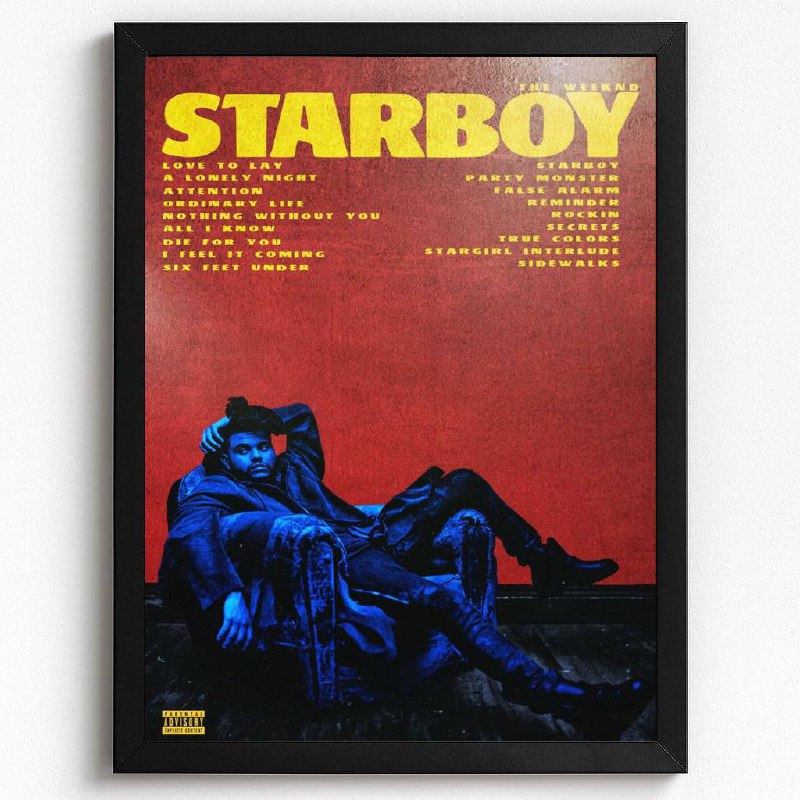 THE WEEKND
STARBOY
LOVE TO LAY
A LONELY NIGHT
ATTENTION
ORDINARY LIFE
NOTHING WITHOUT YOU
ALL I KNOW
DIE FOR YOU
I FEEL IT COMING
SIX FEET UNDER
STARBOY
PARTY MONSTER
FALSE ALARM
REMINDER
ROCKIN
SECRETS
TRUE COLORS
STARGIRL INTERLUDE
SIDEWALKS
PARENTAL
ADVISORY
EXPLICIT CONTENT